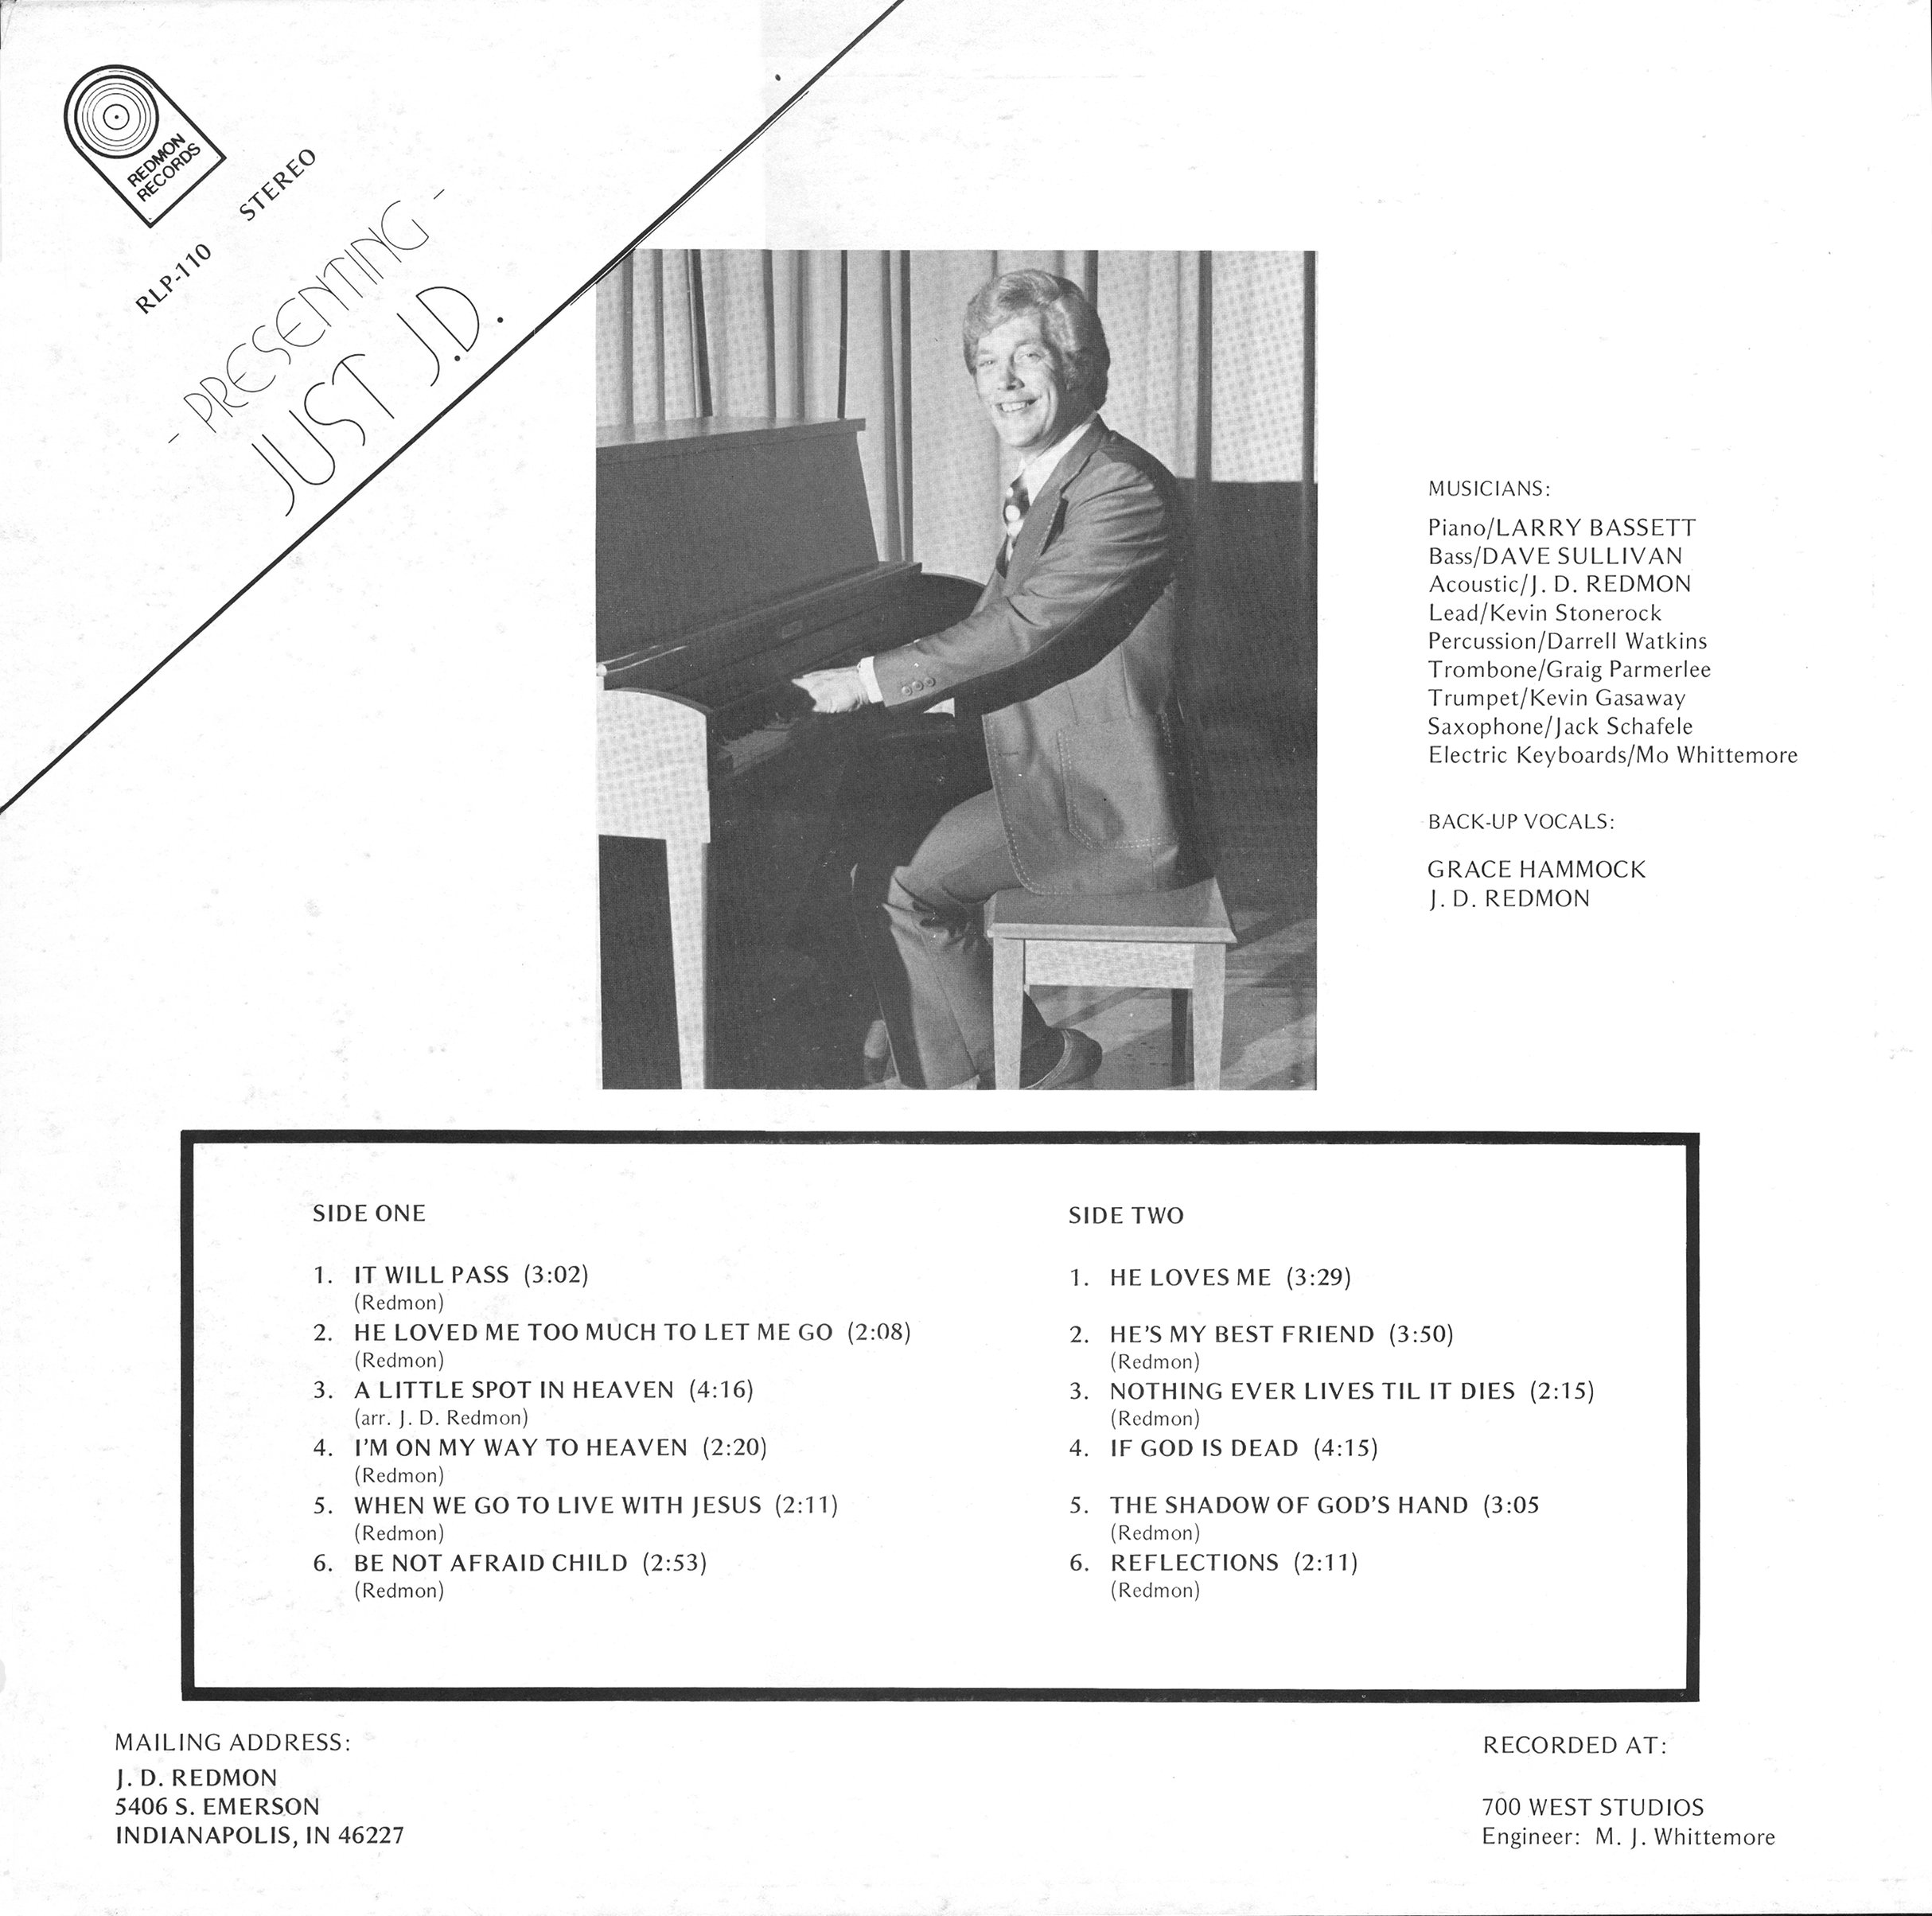 REDMON
RECORDS
RLP-110 STEREO
- PRESENTING -
JUST J.D.
MUSICIANS:
Piano/LARRY BASSETT
Bass/DAVE SULLIVAN
Acoustic/J. D. REDMON
Lead/Kevin Stonerock
Percussion/Darrell Watkins
Trombone/Graig Parmerlee
Trumpet/Kevin Gasaway
Saxophone/Jack Schafele
Electric Keyboards/Mo Whittemore
BACK-UP VOCALS:
GRACE HAMMOCK
J. D. REDMON
SIDE ONE
1. IT WILL PASS (3:02)
(Redmon)
2. HE LOVED ME TOO MUCH TO LET ME GO (2:08)
(Redmon)
3. A LITTLE SPOT IN HEAVEN (4:16)
(arr. J. D. Redmon)
4. I'M ON MY WAY TO HEAVEN (2:20)
(Redmon)
5. WHEN WE GO TO LIVE WITH JESUS (2:11)
(Redmon)
6. BE NOT AFRAID CHILD (2:53)
(Redmon)
SIDE TWO
1. HE LOVES ME (3:29)
2. HE'S MY BEST FRIEND (3:50)
(Redmon)
3. NOTHING EVER LIVES TIL IT DIES (2:15)
(Redmon)
4. IF GOD IS DEAD (4:15)
5. THE SHADOW OF GOD'S HAND (3:05
(Redmon)
6. REFLECTIONS (2:11)
(Redmon)
MAILING ADDRESS:
J. D. REDMON
5406 S. EMERSON
INDIANAPOLIS, IN 46227
RECORDED AT:
700 WEST STUDIOS
Engineer: M. J. Whittemore